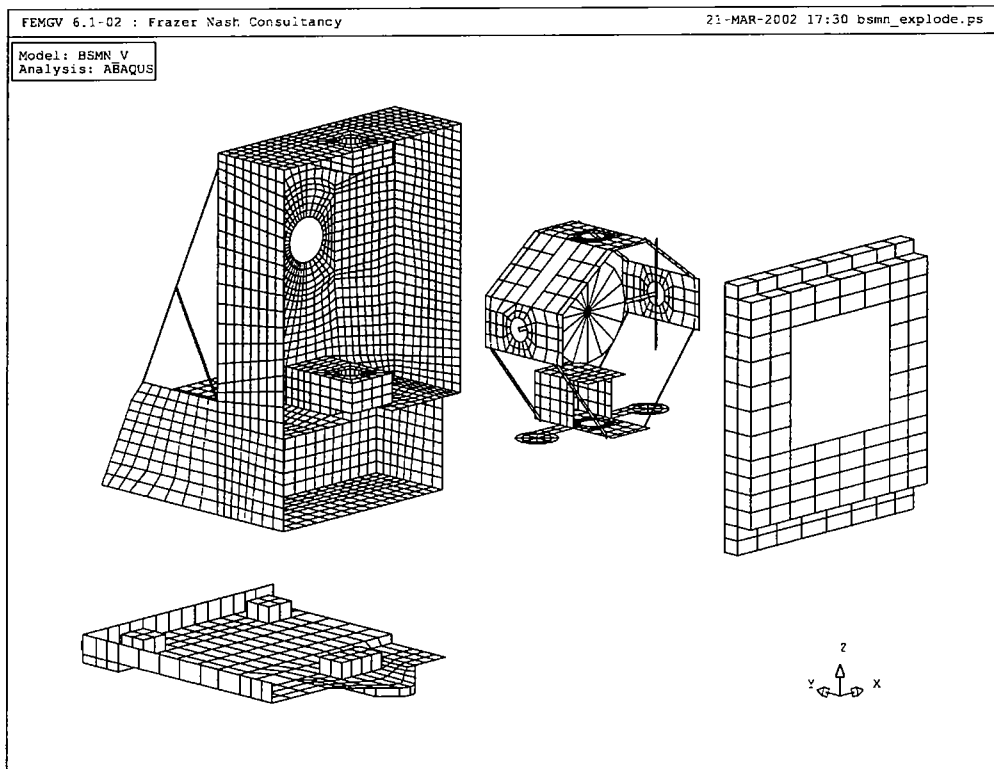 FEMGV 6.1-02 : Frazer Nash Consultancy
21-MAR-2002 17:30 bsmn_explode.ps
Model: BSMN_V
Analysis: ABAQUS
Z
Y
X